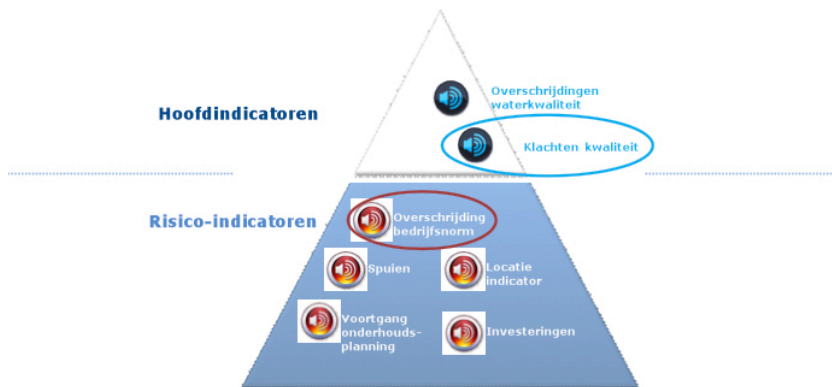 Hoofdindicatoren
Overschrijdingen
waterkwaliteit
Klachten kwaliteit
Risico-indicatoren
Overschrijding
bedrijfsnorm
Spuien
Locatie
indicator
Voortgang
onderhouds-
planning
Investeringen